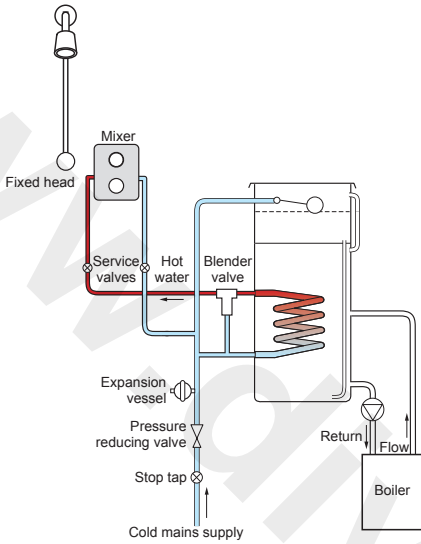 Mixer
Fixed head
Service
valves
Hot
water
Blender
valve
Expansion
vessel
Pressure
reducing valve
Stop tap
Cold mains supply
Return
Flow
Boiler